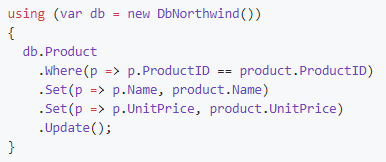 using (var db = new DbNorthwind())
{
  db.Product
    .Where(p => p.ProductID == product.ProductID)
    .Set(p => p.Name, product.Name)
    .Set(p => p.UnitPrice, product.UnitPrice)
    .Update();
}